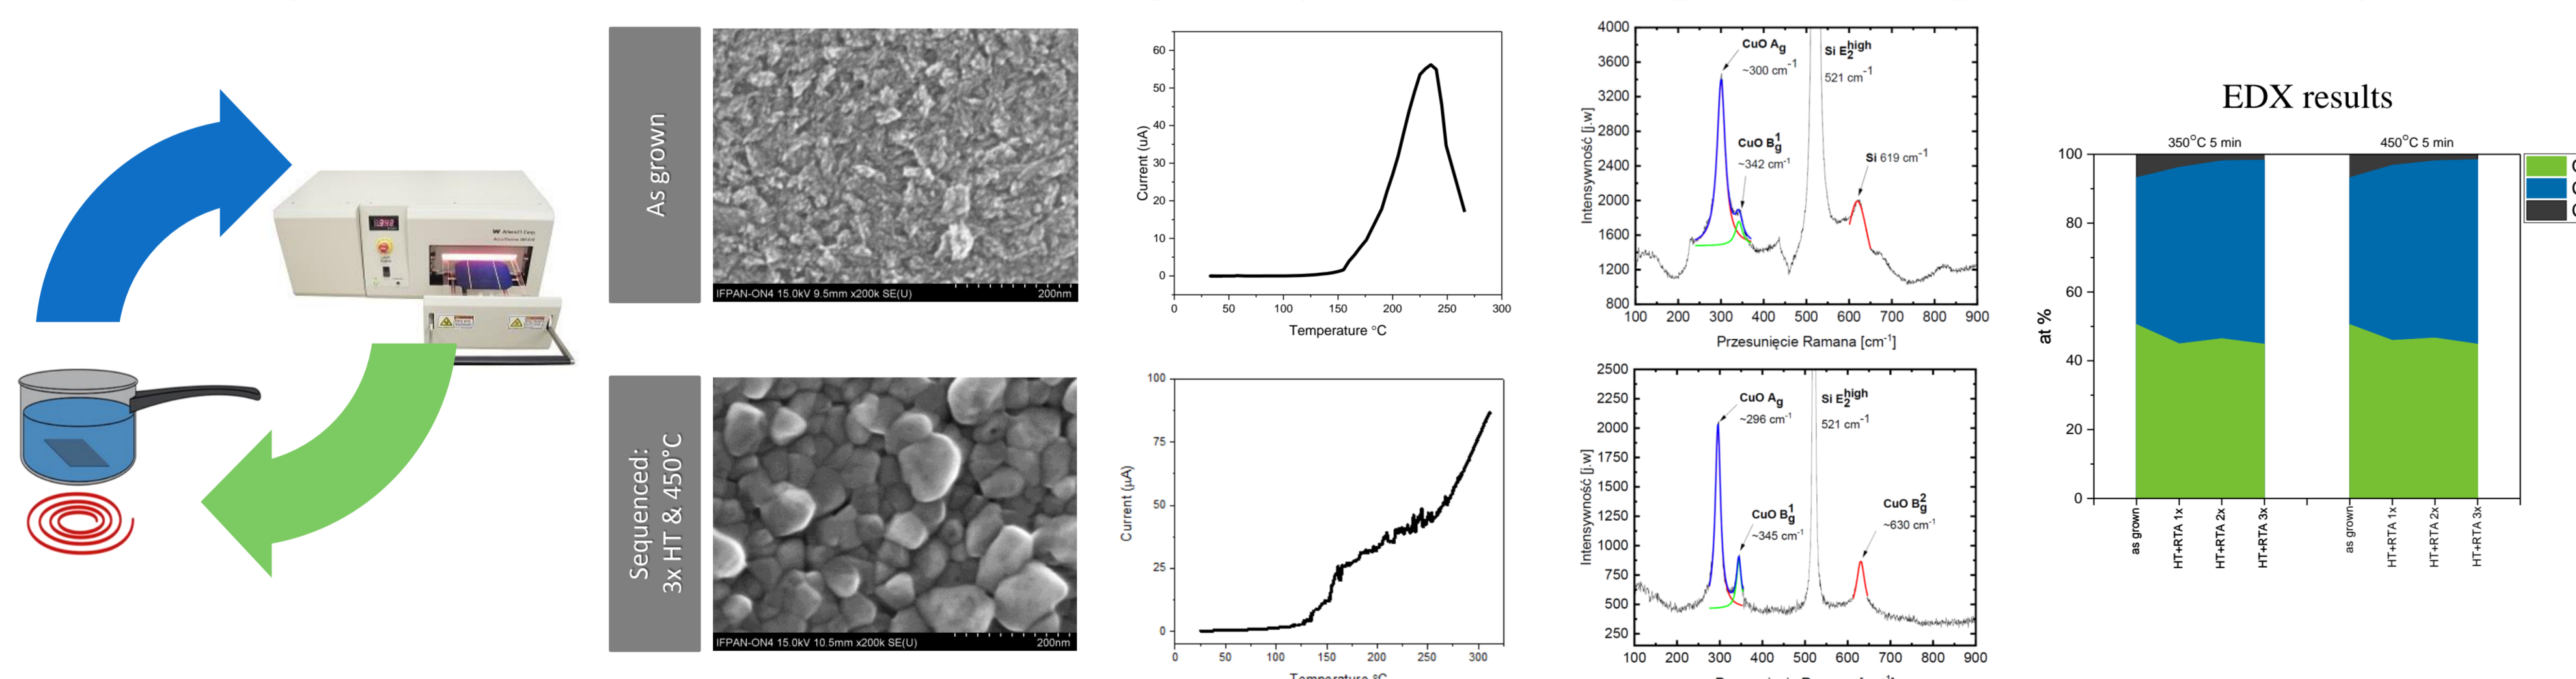 As grown
IFPAN-ON4 15.0kV 9.5mm x200k SE(U)
200nm
Sequenced:
3x HT & 450°C
IFPAN-ON4 15.0kV 10.5mm x200k SE(U)
200nm
Current (uA)
60
50
40
30
20
10
0
0 50 100 150 200 250 300
Temperature °C
Current (μA)
100
75
50
25
0
0 50 100 150 200 250 300
Temperature °C
Intensywność [j.w]
4000
3600
3200
2800
2400
2000
1600
1200
800
CuO Ag
~300 cm-1
CuO Bg1
~342 cm-1
Si E2high
521 cm-1
Si 619 cm-1
100 200 300 400 500 600 700 800 900
Przesunięcie Ramana [cm-1]
Intensywność [j.w]
2500
2250
2000
1750
1500
1250
1000
750
500
250
CuO Ag
~296 cm-1
CuO Bg1
~345 cm-1
Si E2high
521 cm-1
CuO Bg2
~630 cm-1
100 200 300 400 500 600 700 800 900
EDX results
350°C 5 min
450°C 5 min
at %
100
80
60
40
20
0
as grown
HT+RTA 1x
HT+RTA 2x
HT+RTA 3x
as grown
HT+RTA 1x
HT+RTA 2x
HT+RTA 3x